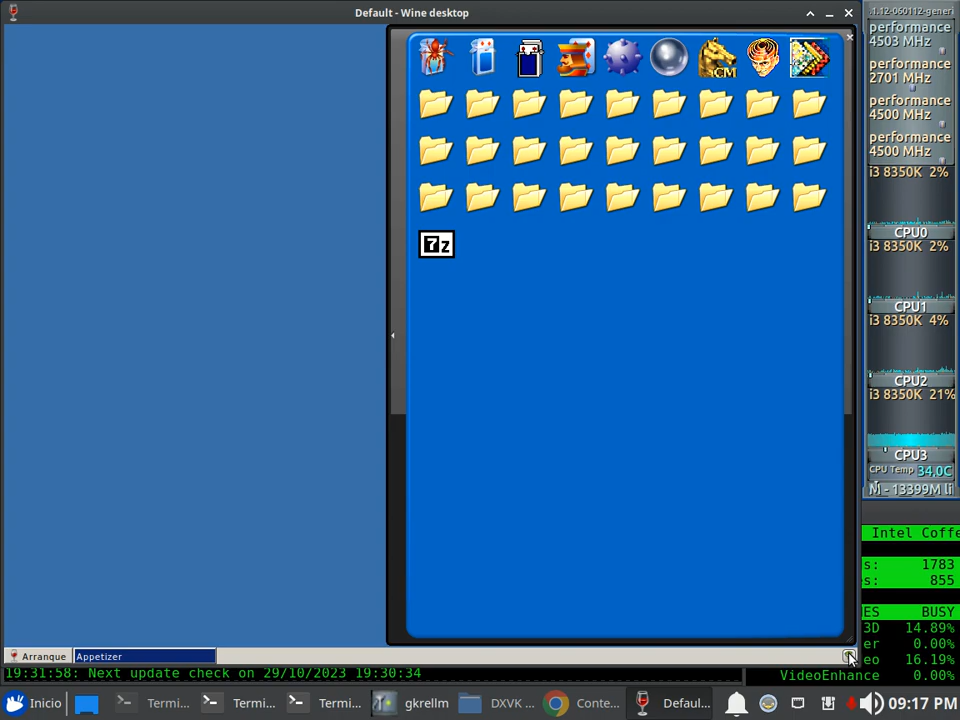 Default - Wine desktop
.1.12-060112-generi
performance
4503 MHz
performance
2701 MHz
performance
4500 MHz
performance
4500 MHz
i3 8350K 2%
CPU0
i3 8350K 2%
CPU1
i3 8350K 4%
CPU2
i3 8350K 21%
CPU3
CPU Temp 34.0C
M - 13399M li
CM
7z
Intel Coffe
s: 1783
s: 855
ES BUSY
3D 14.89%
er 0.00%
eo 16.19%
VideoEnhance 0.00%
Arranque
Appetizer
19:31:58: Next update check on 29/10/2023 19:30:34
Inicio
Termi...
Termi...
Termi...
gkrellm
DXVK ...
Conte...
Defaul...
09:17 PM